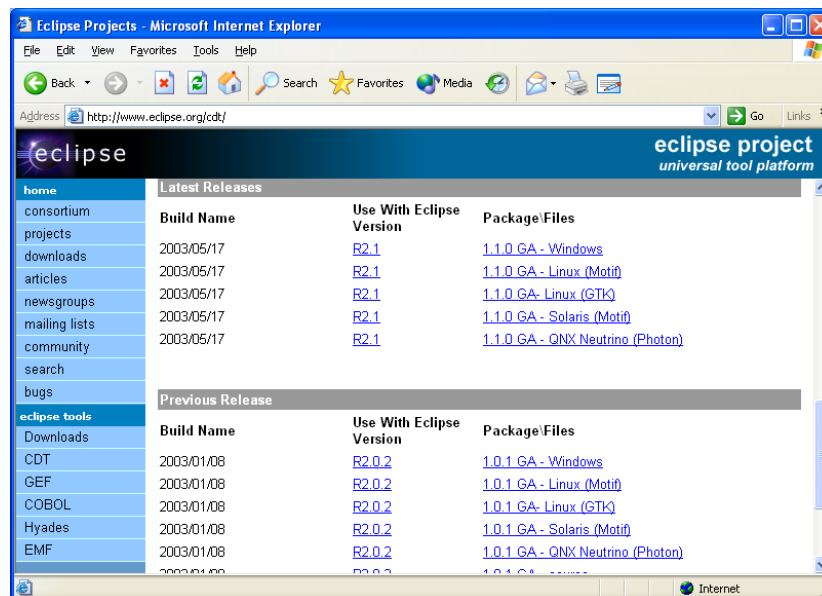 Eclipse Projects - Microsoft Internet Explorer
File Edit View Favorites Tools Help
Back Search Favorites Media
Address http://www.eclipse.org/cdt/ Go Links
eclipse
eclipse project
universal tool platform
home
consortium
projects
downloads
articles
newsgroups
mailing lists
community
search
bugs
eclipse tools
Downloads
CDT
GEF
COBOL
Hyades
EMF
Latest Releases
Build Name Use With Eclipse Version Package\Files
2003/05/17 R2.1 1.1.0 GA - Windows
2003/05/17 R2.1 1.1.0 GA - Linux (Motif)
2003/05/17 R2.1 1.1.0 GA- Linux (GTK)
2003/05/17 R2.1 1.1.0 GA - Solaris (Motif)
2003/05/17 R2.1 1.1.0 GA - QNX Neutrino (Photon)
Previous Release
Build Name Use With Eclipse Version Package\Files
2003/01/08 R2.0.2 1.0.1 GA - Windows
2003/01/08 R2.0.2 1.0.1 GA - Linux (Motif)
2003/01/08 R2.0.2 1.0.1 GA- Linux (GTK)
2003/01/08 R2.0.2 1.0.1 GA - Solaris (Motif)
2003/01/08 R2.0.2 1.0.1 GA - QNX Neutrino (Photon)
Internet